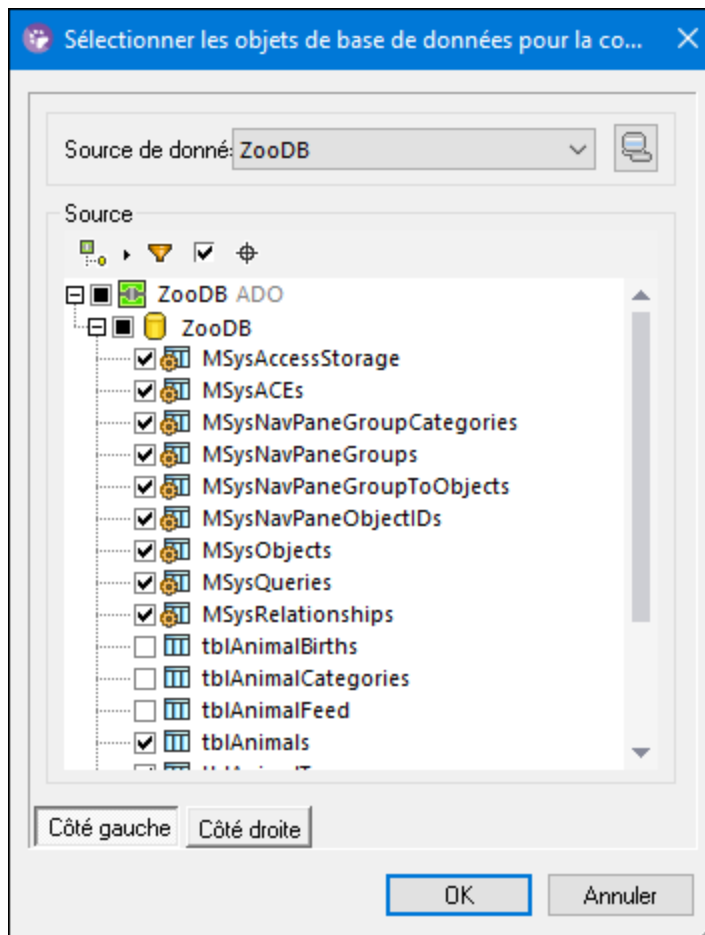 Sélectionner les objets de base de données pour la co...
Source de donné: ZooDB
Source
ZooDB ADO
ZooDB
MSysAccessStorage
MSysACEs
MSysNavPaneGroupCategories
MSysNavPaneGroups
MSysNavPaneGroupToObjects
MSysNavPaneObjectIDs
MSysObjects
MSysQueries
MSysRelationships
tblAnimalBirths
tblAnimalCategories
tblAnimalFeed
tblAnimals
Côté gauche Côté droite
OK Annuler